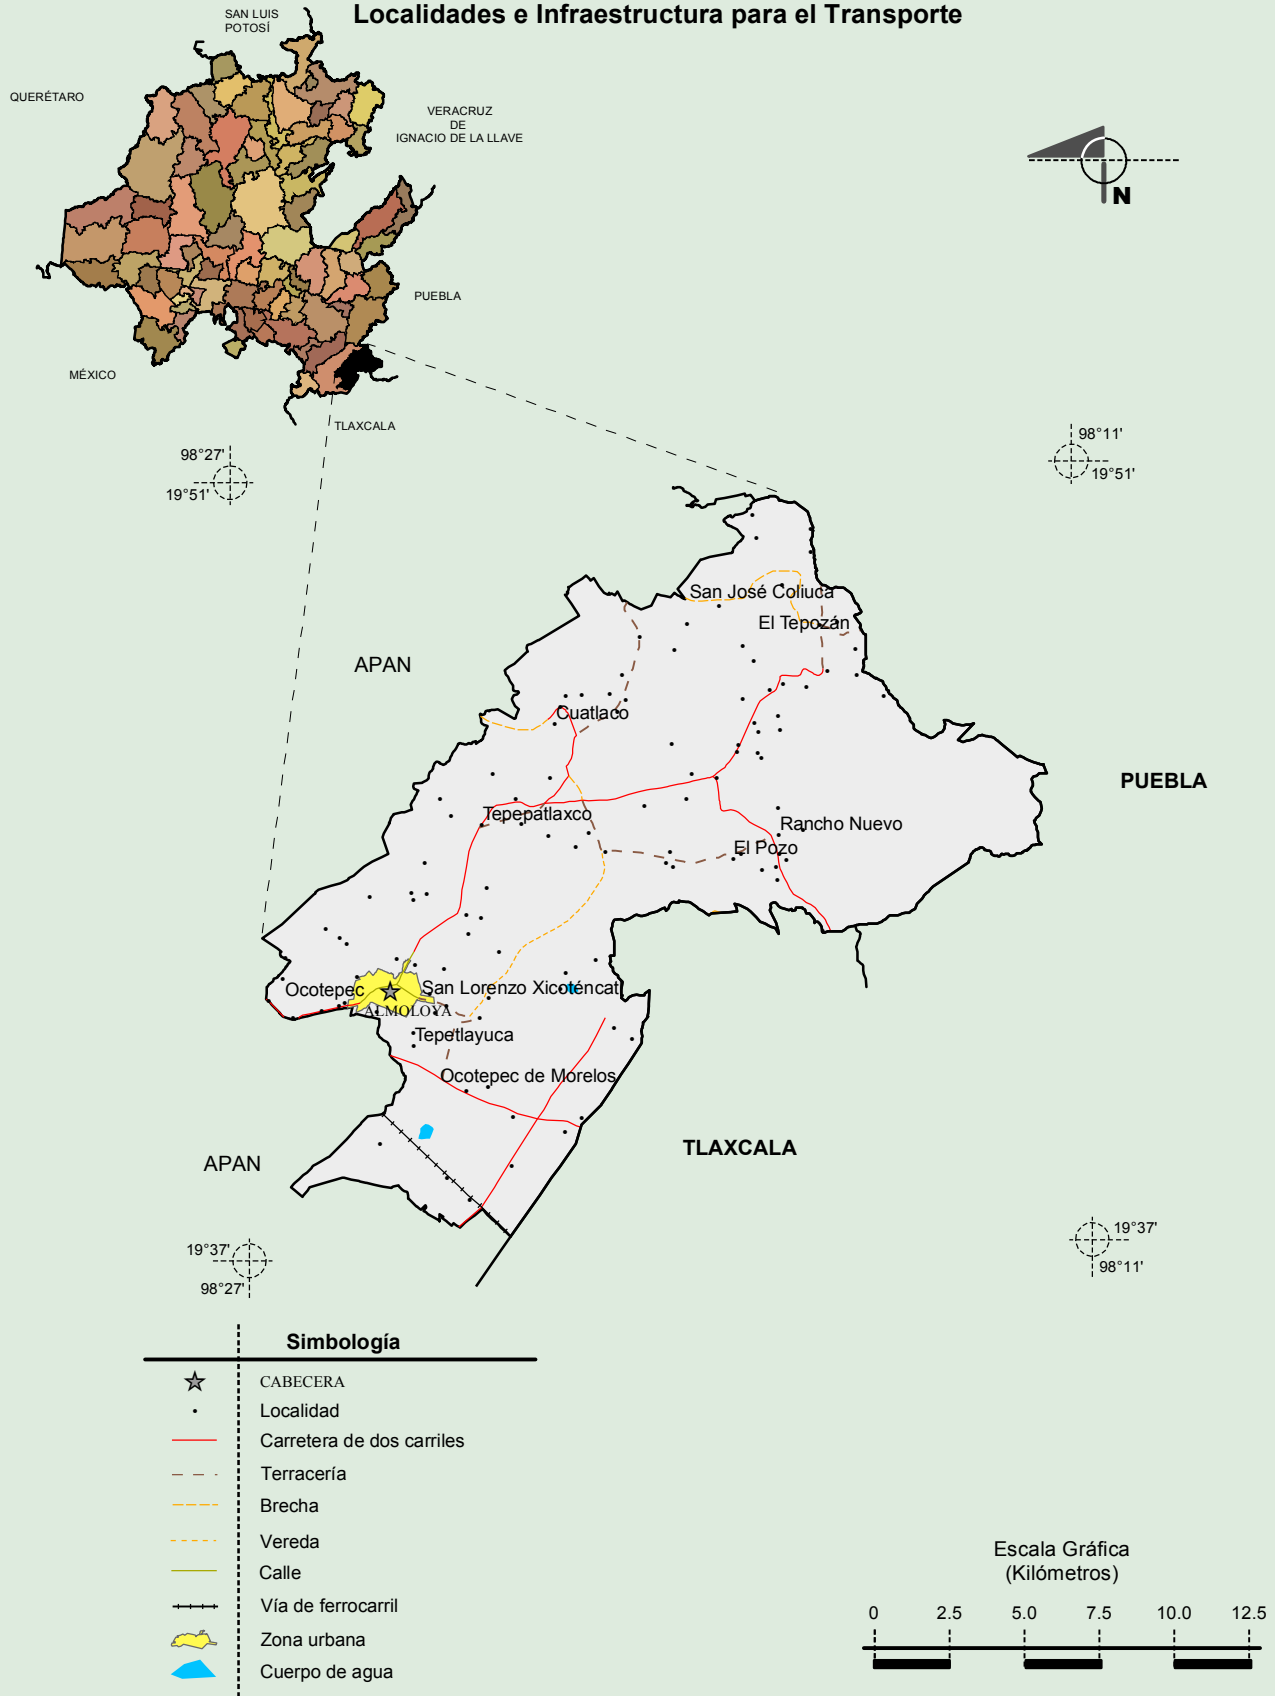 Localidades e Infraestructura para el Transporte
SAN LUIS
POTOSÍ
QUERÉTARO
VERACRUZ
DE
IGNACIO DE LA LLAVE
N
PUEBLA
MÉXICO
TLAXCALA
98°27'
19°51'
98°11'
19°51'
San José Coliuca
El Tepozán
APAN
Cuatlaco
PUEBLA
Tepepatlaxco
Rancho Nuevo
El Pozo
Ocotepec
San Lorenzo Xicoténcat
ALMOLOYA
Tepetlayuca
Ocotepec de Morelos
TLAXCALA
APAN
19°37'
98°27'
19°37'
98°11'
Simbología
CABECERA
Localidad
Carretera de dos carriles
Terracería
Brecha
Vereda
Calle
Vía de ferrocarril
Zona urbana
Cuerpo de agua
Escala Gráfica
(Kilómetros)
0 2.5 5.0 7.5 10.0 12.5